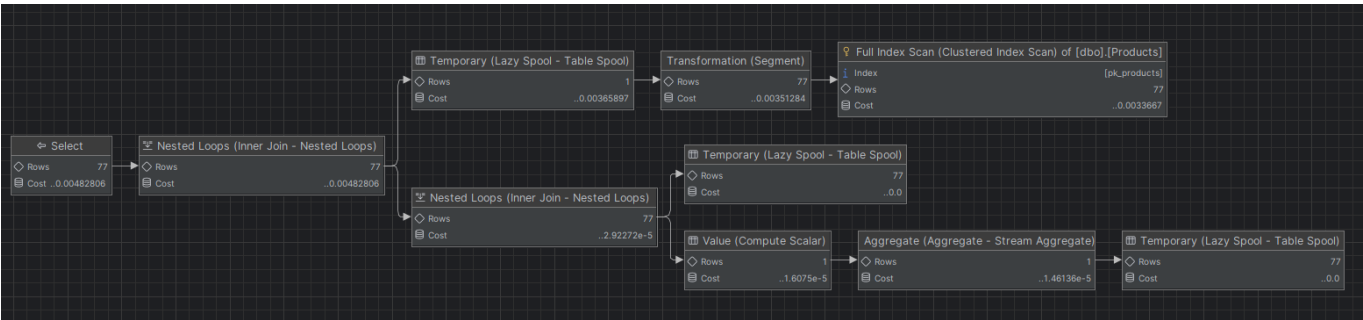 Select
Rows 77
Cost ..0.00482806
Nested Loops (Inner Join - Nested Loops)
Rows 77
Cost ..0.00482806
Temporary (Lazy Spool - Table Spool)
Rows 1
Cost ..0.00365897
Transformation (Segment)
Rows 77
Cost ..0.00351284
Full Index Scan (Clustered Index Scan) of [dbo].[Products]
Index [pk_products]
Rows 77
Cost ..0.0033667
Nested Loops (Inner Join - Nested Loops)
Rows 77
Cost ..2.92272e-5
Temporary (Lazy Spool - Table Spool)
Rows 77
Cost ..0.0
Value (Compute Scalar)
Rows 1
Cost ..1.6075e-5
Aggregate (Aggregate - Stream Aggregate)
Rows 1
Cost ..1.46136e-5
Temporary (Lazy Spool - Table Spool)
Rows 77
Cost ..0.0